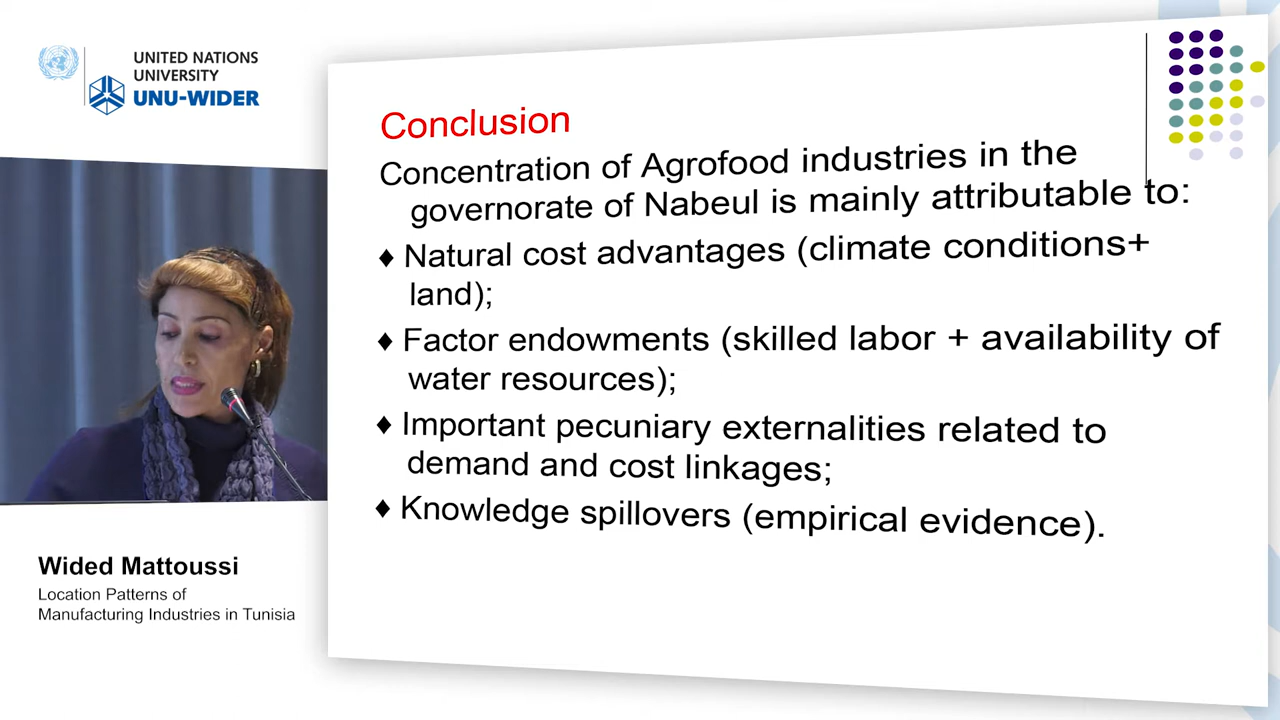 UNITED NATIONS
UNIVERSITY
UNU-WIDER
Conclusion
Concentration of Agrofood industries in the
governorate of Nabeul is mainly attributable to:
♦ Natural cost advantages (climate conditions+
land);
♦ Factor endowments (skilled labor + availability of
water resources);
♦ Important pecuniary externalities related to
demand and cost linkages;
♦ Knowledge spillovers (empirical evidence).
Wided Mattoussi
Location Patterns of
Manufacturing Industries in Tunisia